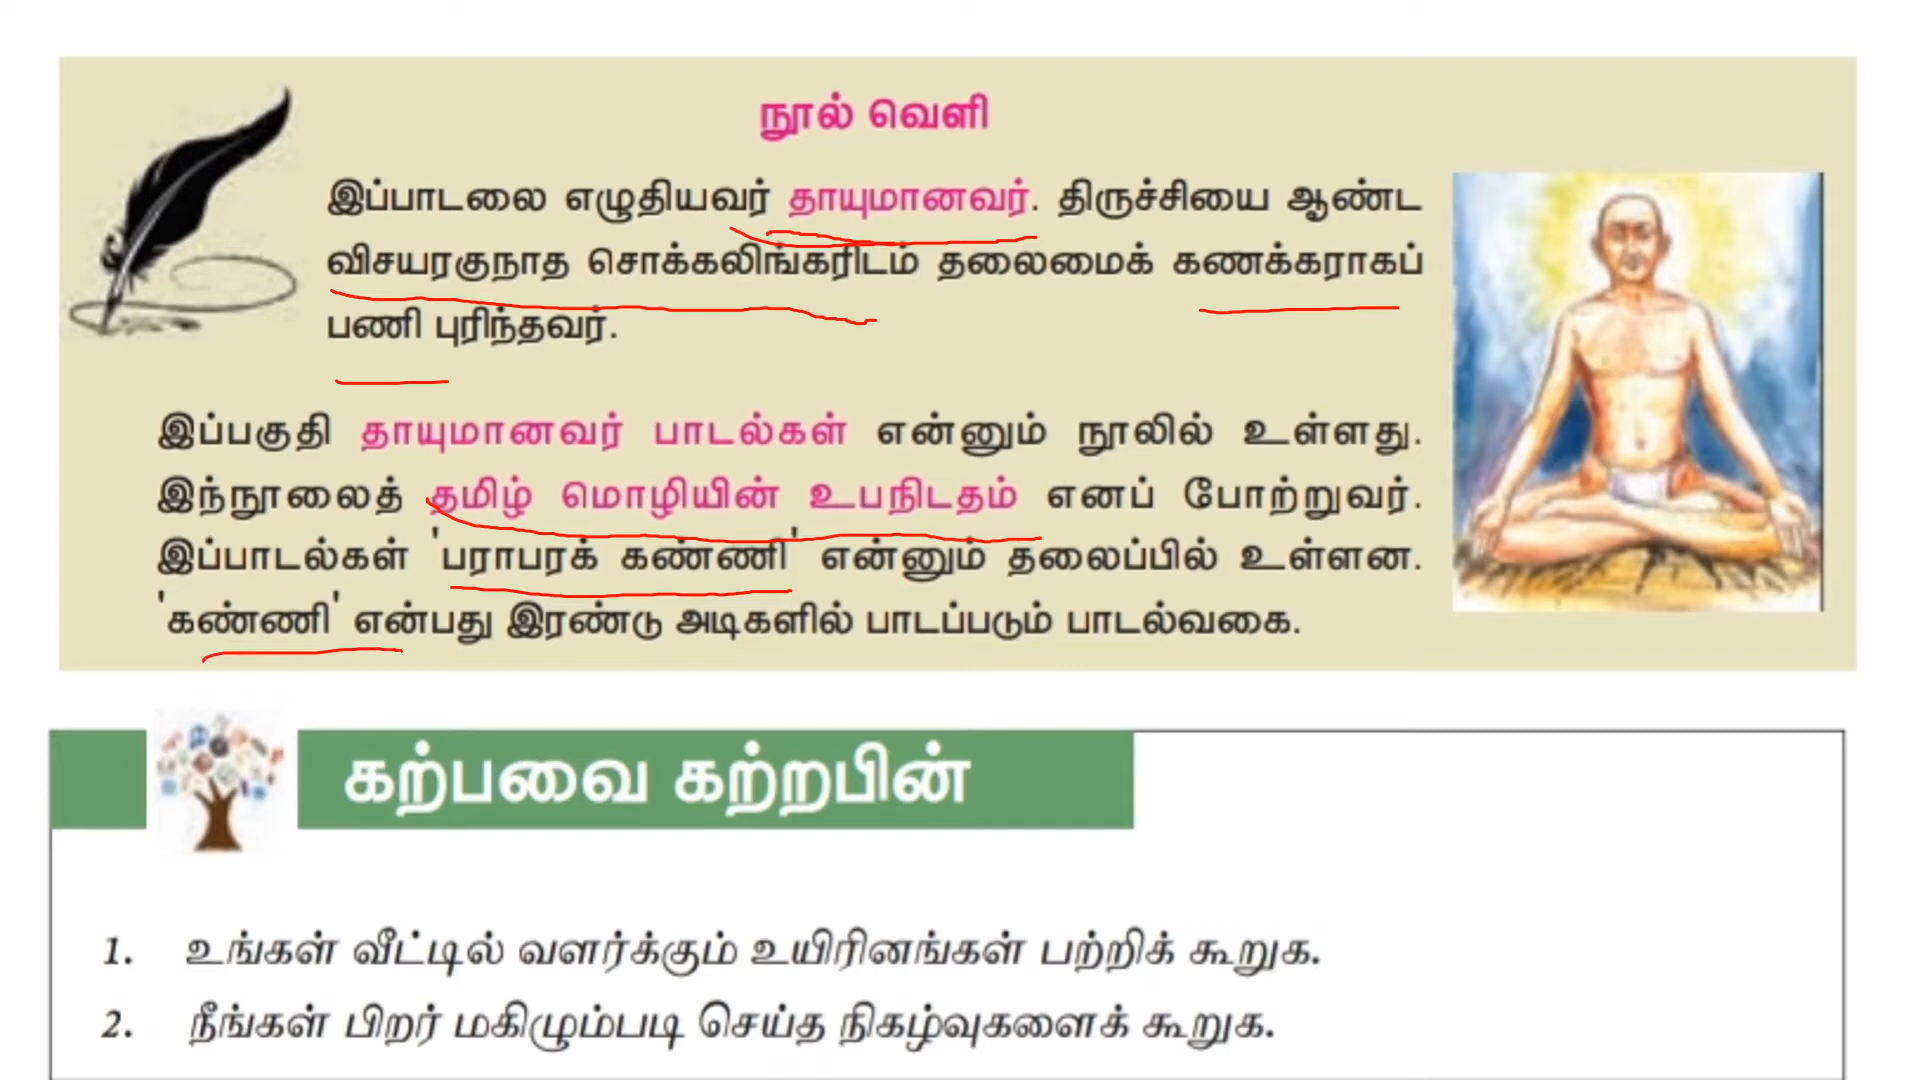 நூல் வெளி
இப்பாடலை எழுதியவர் தாயுமானவர். திருச்சியை ஆண்ட
விசயரகுநாத சொக்கலிங்கரிடம் தலைமைக் கணக்கராகப்
பணி புரிந்தவர்.
இப்பகுதி தாயுமானவர் பாடல்கள் என்னும் நூலில் உள்ளது.
இந்நூலைத் தமிழ் மொழியின் உபநிடதம் எனப் போற்றுவர்.
இப்பாடல்கள் 'பராபரக் கண்ணி' என்னும் தலைப்பில் உள்ளன.
'கண்ணி' என்பது இரண்டு அடிகளில் பாடப்படும் பாடல்வகை.
கற்பவை கற்றபின்
1. உங்கள் வீட்டில் வளர்க்கும் உயிரினங்கள் பற்றிக் கூறுக.
2. நீங்கள் பிறர் மகிழும்படி செய்த நிகழ்வுகளைக் கூறுக.